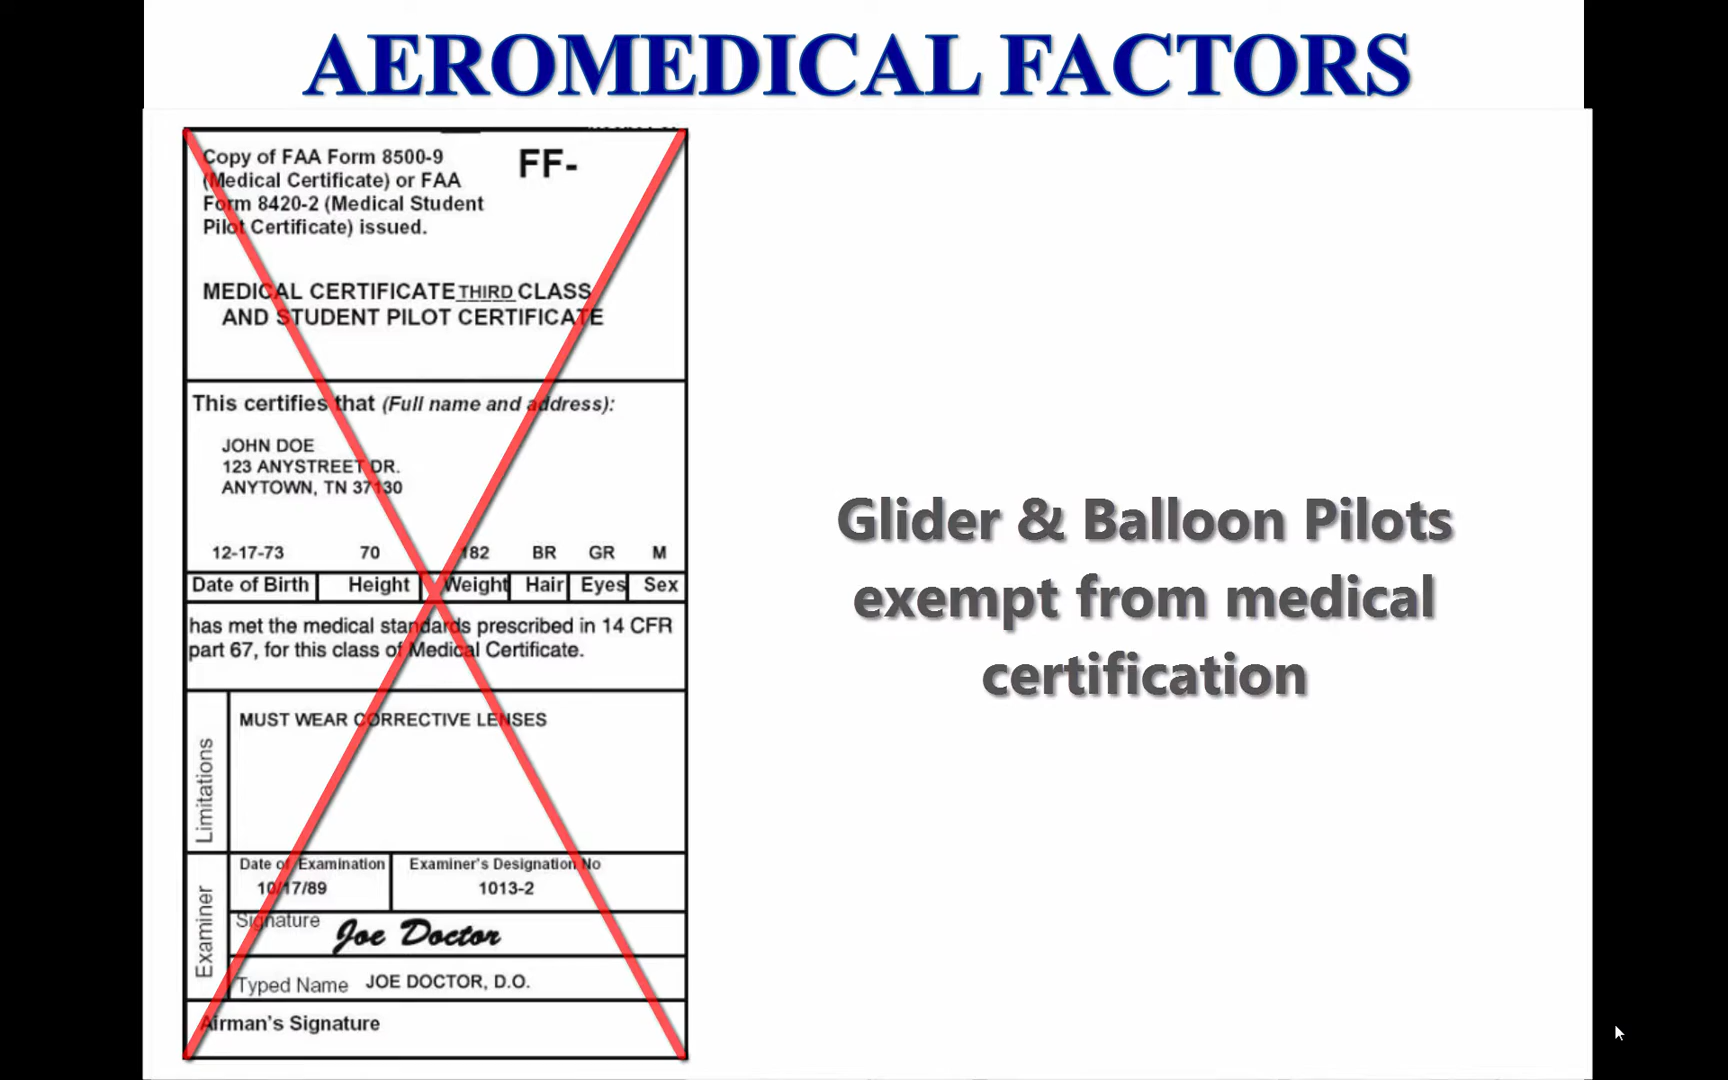 AEROMEDICAL FACTORS
Copy of FAA Form 8500-9
(Medical Certificate) or FAA
Form 8420-2 (Medical Student
Pilot Certificate) issued.
FF-
MEDICAL CERTIFICATE THIRD CLASS
AND STUDENT PILOT CERTIFICATE
This certifies that (Full name and address):
JOHN DOE
123 ANYSTREET DR.
ANYTOWN, TN 37130
12-17-73 70 182 BR GR M
Date of Birth Height Weight Hair Eyes Sex
has met the medical standards prescribed in 14 CFR
part 67, for this class of Medical Certificate.
Limitations
MUST WEAR CORRECTIVE LENSES
Examiner
Date of Examination Examiner's Designation No
10/17/89 1013-2
Signature Joe Doctor
Typed Name JOE DOCTOR, D.O.
Airman's Signature
Glider & Balloon Pilots
exempt from medical
certification